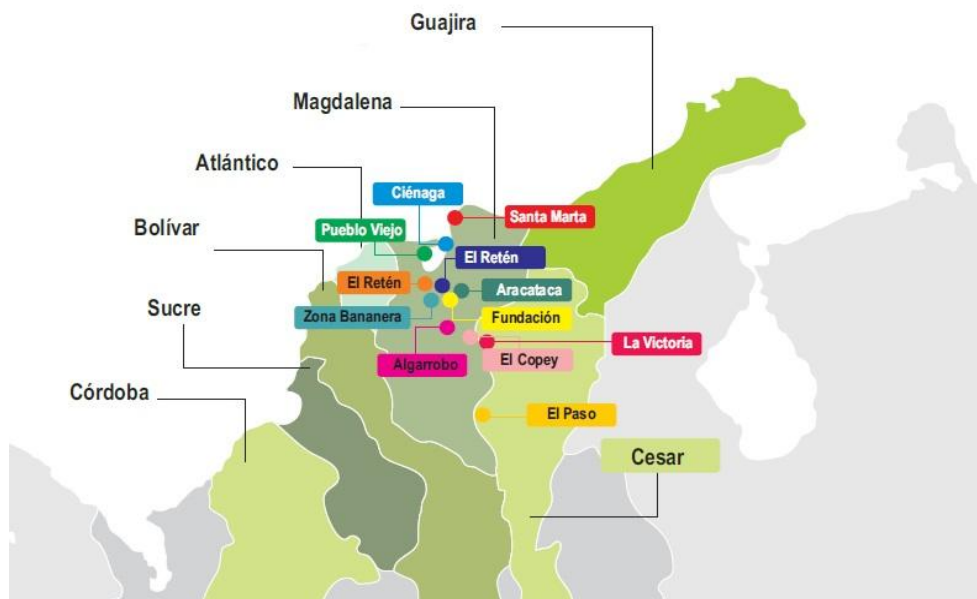 Guajira
Magdalena
Atlántico
Ciénaga
Santa Marta
Bolívar
Pueblo Viejo
El Retén
El Retén
Aracataca
Sucre
Zona Bananera
Fundación
La Victoria
Algarrobo
El Copey
Córdoba
El Paso
Cesar